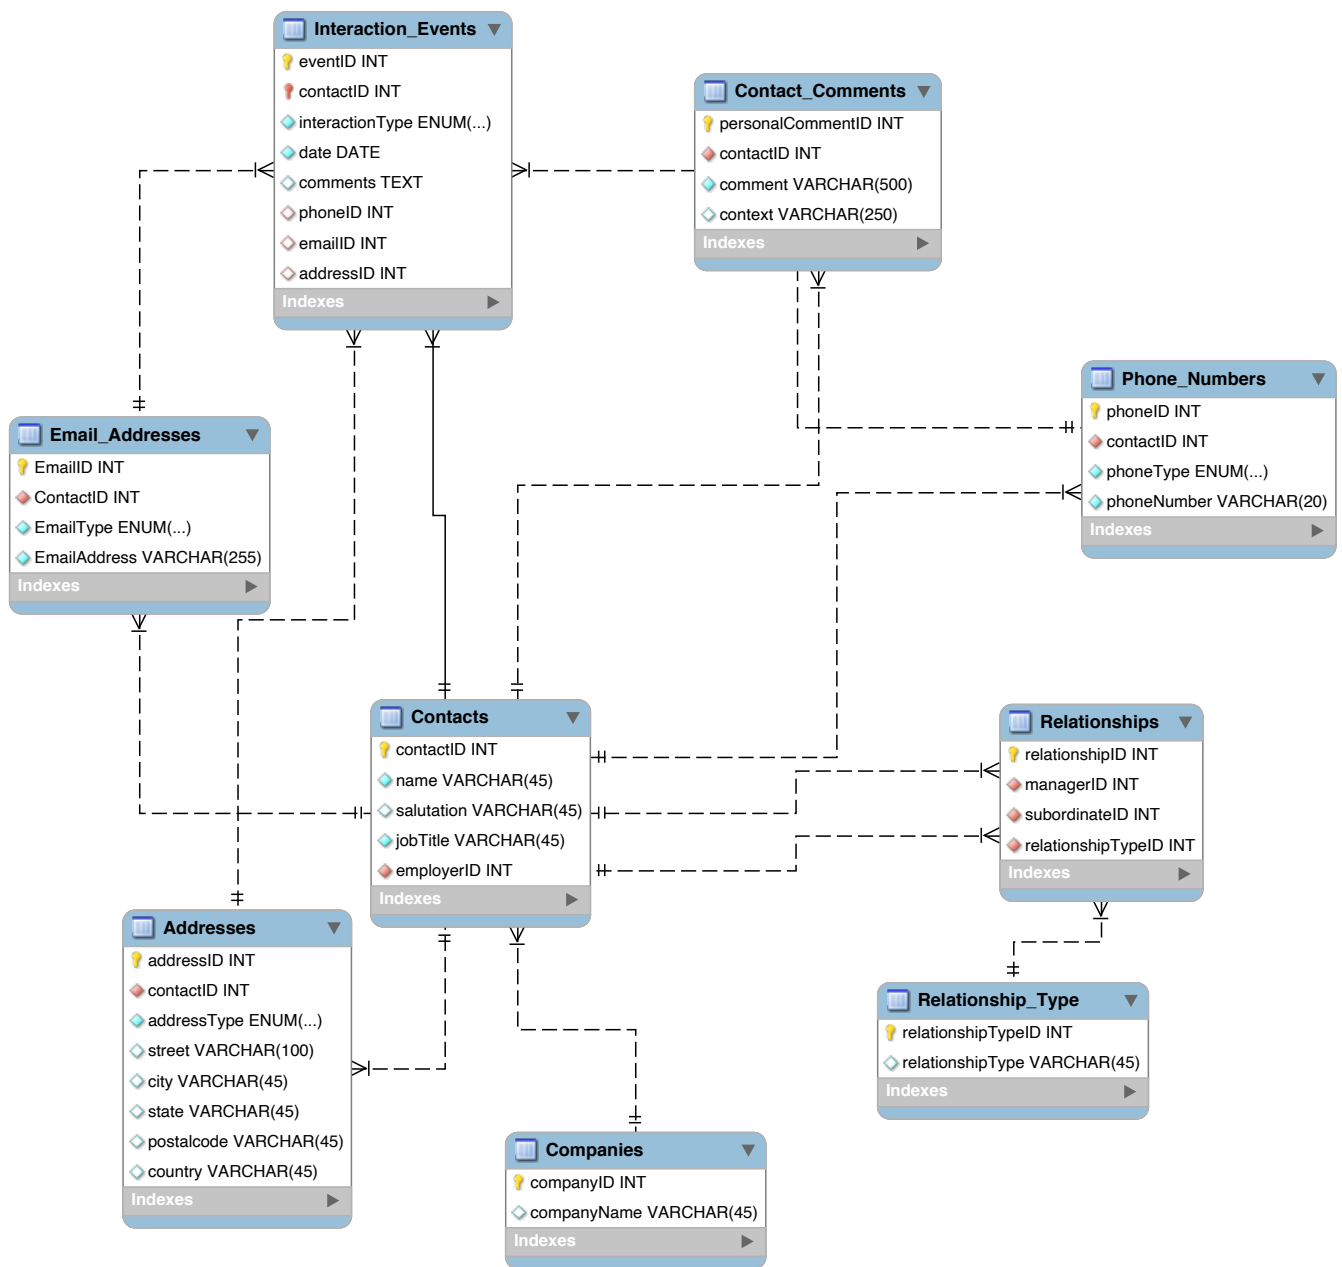 Interaction_Events
eventID INT
contactID INT
interactionType ENUM(...)
date DATE
comments TEXT
phoneID INT
emailID INT
addressID INT
Indexes
Contact_Comments
personalCommentID INT
contactID INT
comment VARCHAR(500)
context VARCHAR(250)
Indexes
Phone_Numbers
phoneID INT
contactID INT
phoneType ENUM(...)
phoneNumber VARCHAR(20)
Indexes
Email_Addresses
EmailID INT
ContactID INT
EmailType ENUM(...)
EmailAddress VARCHAR(255)
Indexes
Contacts
contactID INT
name VARCHAR(45)
salutation VARCHAR(45)
jobTitle VARCHAR(45)
employerID INT
Indexes
Relationships
relationshipID INT
managerID INT
subordinateID INT
relationshipTypeID INT
Indexes
Addresses
addressID INT
contactID INT
addressType ENUM(...)
street VARCHAR(100)
city VARCHAR(45)
state VARCHAR(45)
postalcode VARCHAR(45)
country VARCHAR(45)
Indexes
Relationship_Type
relationshipTypeID INT
relationshipType VARCHAR(45)
Indexes
Companies
companyID INT
companyName VARCHAR(45)
Indexes